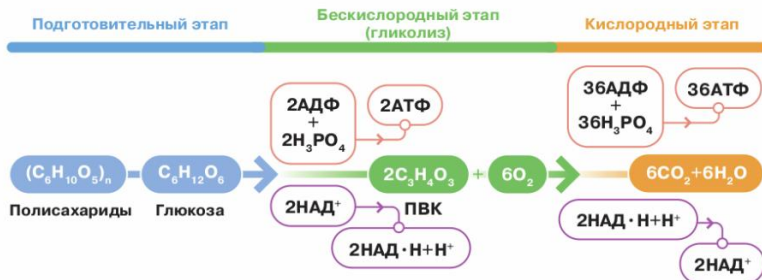 Подготовительный этап
Бескислородный этап
(гликолиз)
Кислородный этап
2АДФ
+
2H₃PO₄
2АТФ
36АДФ
+
36H₃PO₄
36АТФ
(C₆H₁₀O₅)ₙ
C₆H₁₂O₆
2C₃H₄O₃
+
6O₂
6CO₂+6H₂O
Полисахариды
Глюкоза
2НАД⁺
ПВК
2НАД·Н+Н⁺
2НАД·Н+Н⁺
2НАД⁺